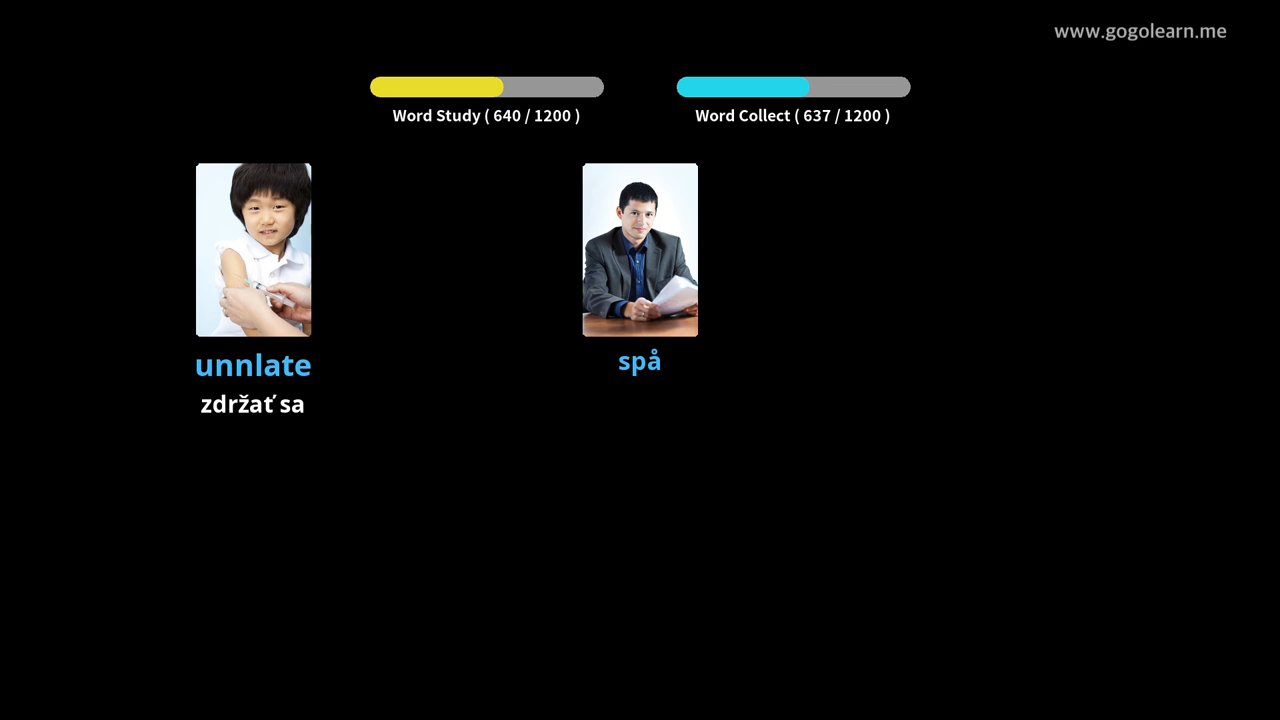 www.gogolearn.me
Word Study ( 640 / 1200 )
Word Collect ( 637 / 1200 )
unnlate
zdržať sa
spå